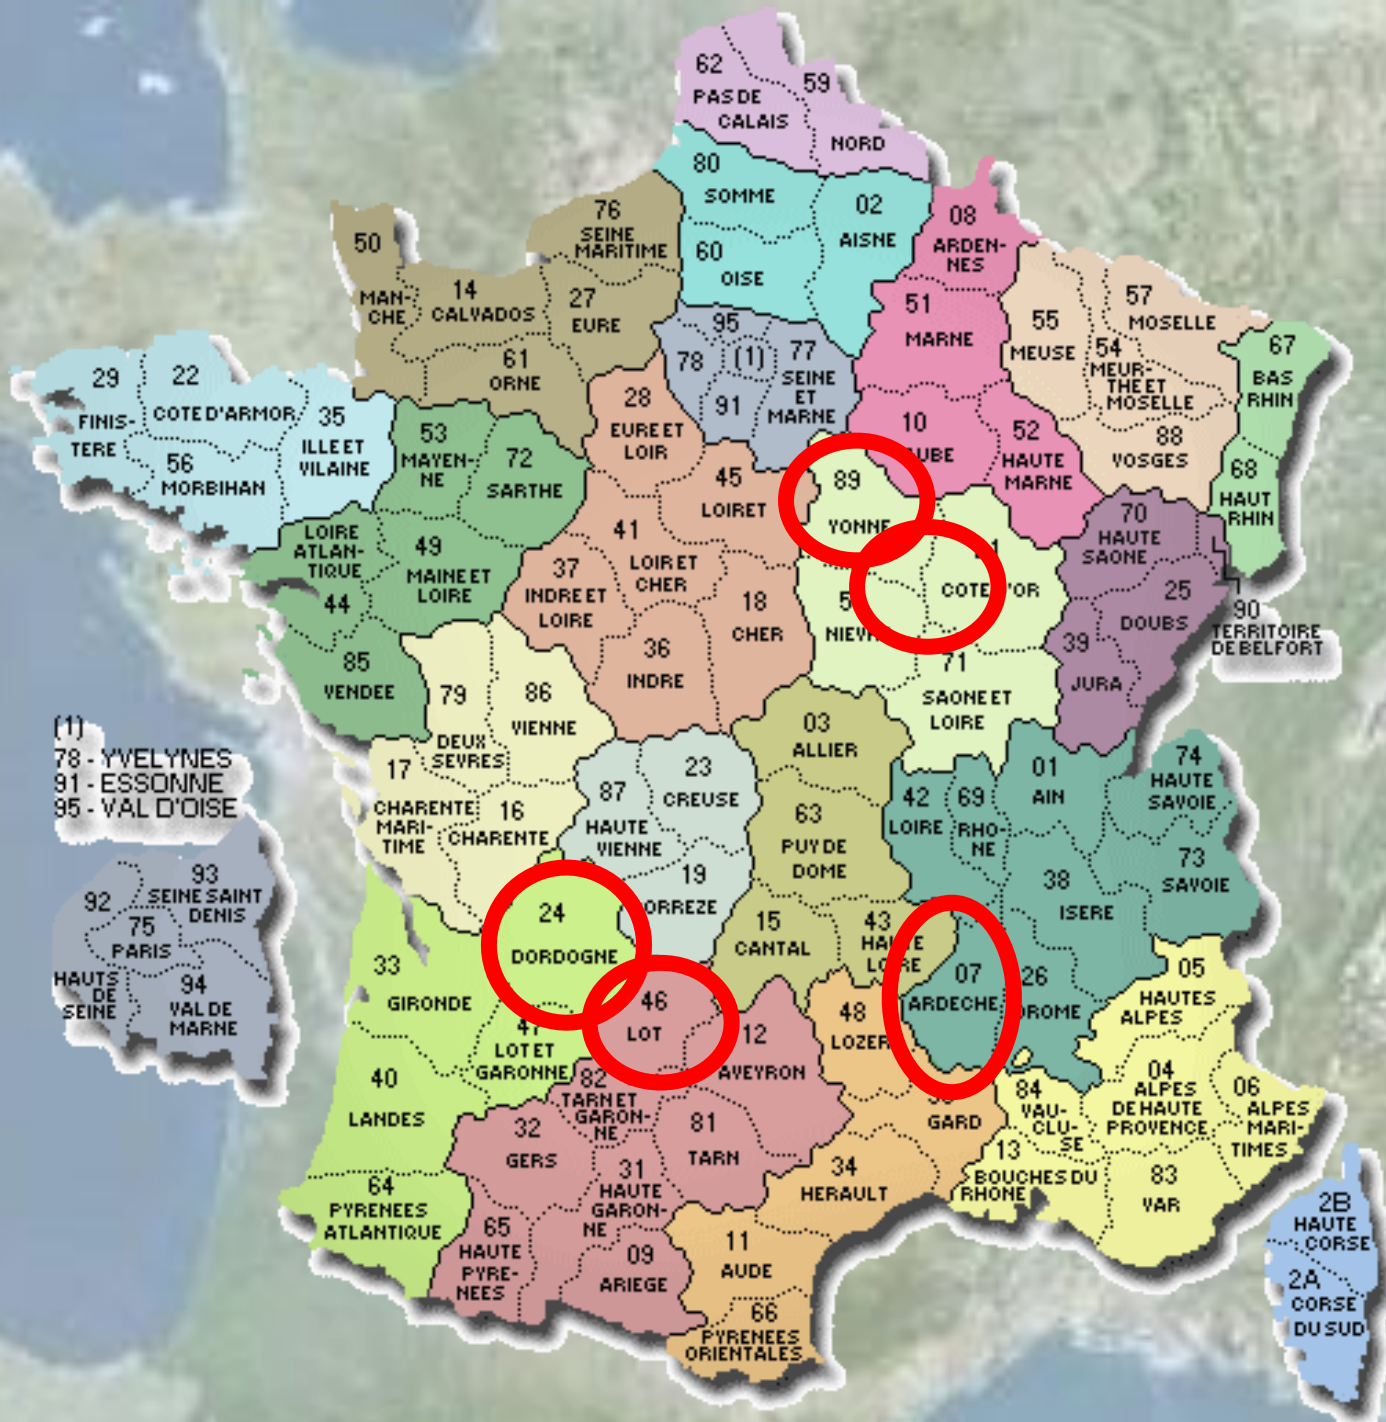 62
PAS DE
CALAIS
59
NORD
80
SOMME
02
AISNE
60
OISE
08
ARDEN-
NES
76
SEINE
MARITIME
50
MAN-
CHE
14
CALVADOS
27
EURE
61
ORNE
51
MARNE
55
MEUSE
57
MOSELLE
54
MEUR-
THE ET
MOSELLE
67
BAS
RHIN
95
78
(1)
77
SEINE
ET
MARNE
91
29
FINIS-
TERE
22
COTE D'ARMOR
35
ILLE ET
VILAINE
56
MORBIHAN
53
MAYEN-
NE
72
SARTHE
28
EURE ET
LOIR
10
UBE
52
HAUTE
MARNE
88
VOSGES
68
HAUT
RHIN
45
LOIRET
89
YONNE
70
HAUTE
SAONE
LOIRE
ATLAN-
TIQUE
44
49
MAINE ET
LOIRE
41
LOIR ET
CHER
37
INDRE ET
LOIRE
18
CHER
36
INDRE
5
NIEV
1
COTE 'OR
25
DOUBS
90
TERRITOIRE
DE BELFORT
39
JURA
85
VENDEE
79
DEUX
SEVRES
86
VIENNE
71
SAONE ET
LOIRE
03
ALLIER
(1)
78 - YVELYNES
91 - ESSONNE
95 - VAL D'OISE
17
CHARENTE
MARI-
TIME
16
CHARENTE
87
HAUTE
VIENNE
23
CREUSE
63
PUY DE
DOME
42
LOIRE
69
RHO-
NE
01
AIN
74
HAUTE
SAVOIE
73
SAVOIE
38
ISERE
19
ORREZE
93
SEINE SAINT
DENIS
92
75
PARIS
HAUTS
DE
SEINE
94
VAL DE
MARNE
24
DORDOGNE
15
CANTAL
43
HAUTE
LOIRE
07
ARDECHE
26
DROME
05
HAUTES
ALPES
33
GIRONDE
46
LOT
47
LOT ET
GARONNE
12
AVEYRON
48
LOZER
40
LANDES
82
TARN ET
GARON-
NE
81
TARN
GARD
84
VAU-
CLU-
SE
04
ALPES
DE HAUTE
PROVENCE
06
ALPES
MARI-
TIMES
32
GERS
31
HAUTE
GARON-
NE
34
HERAULT
13
BOUCHES DU
RHONE
83
VAR
64
PYRENEES
ATLANTIQUE
65
HAUTE
PYRE-
NEES
09
ARIEGE
11
AUDE
66
PYRENEES
ORIENTALES
2B
HAUTE
CORSE
2A
CORSE
DU SUD